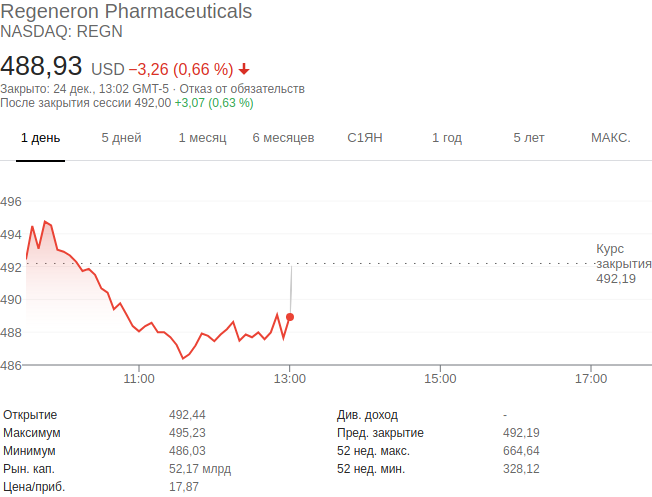 Regeneron Pharmaceuticals
NASDAQ: REGN
488,93 USD −3,26 (0,66 %)
Закрыто: 24 дек., 13:02 GMT-5 · Отказ от обязательств
После закрытия сессии 492,00 +3,07 (0,63 %)
1 день 5 дней 1 месяц 6 месяцев С1ЯН 1 год 5 лет МАКС.
496
494
Курс
492 закрытия
492,19
490
488
486
11:00 13:00 15:00 17:00
Открытие 492,44 Див. доход -
Максимум 495,23 Пред. закрытие 492,19
Минимум 486,03 52 нед. макс. 664,64
Рын. кап. 52,17 млрд 52 нед. мин. 328,12
Цена/приб. 17,87